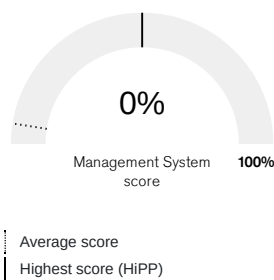 0%
Management System
score
100%
Average score
Highest score (HiPP)